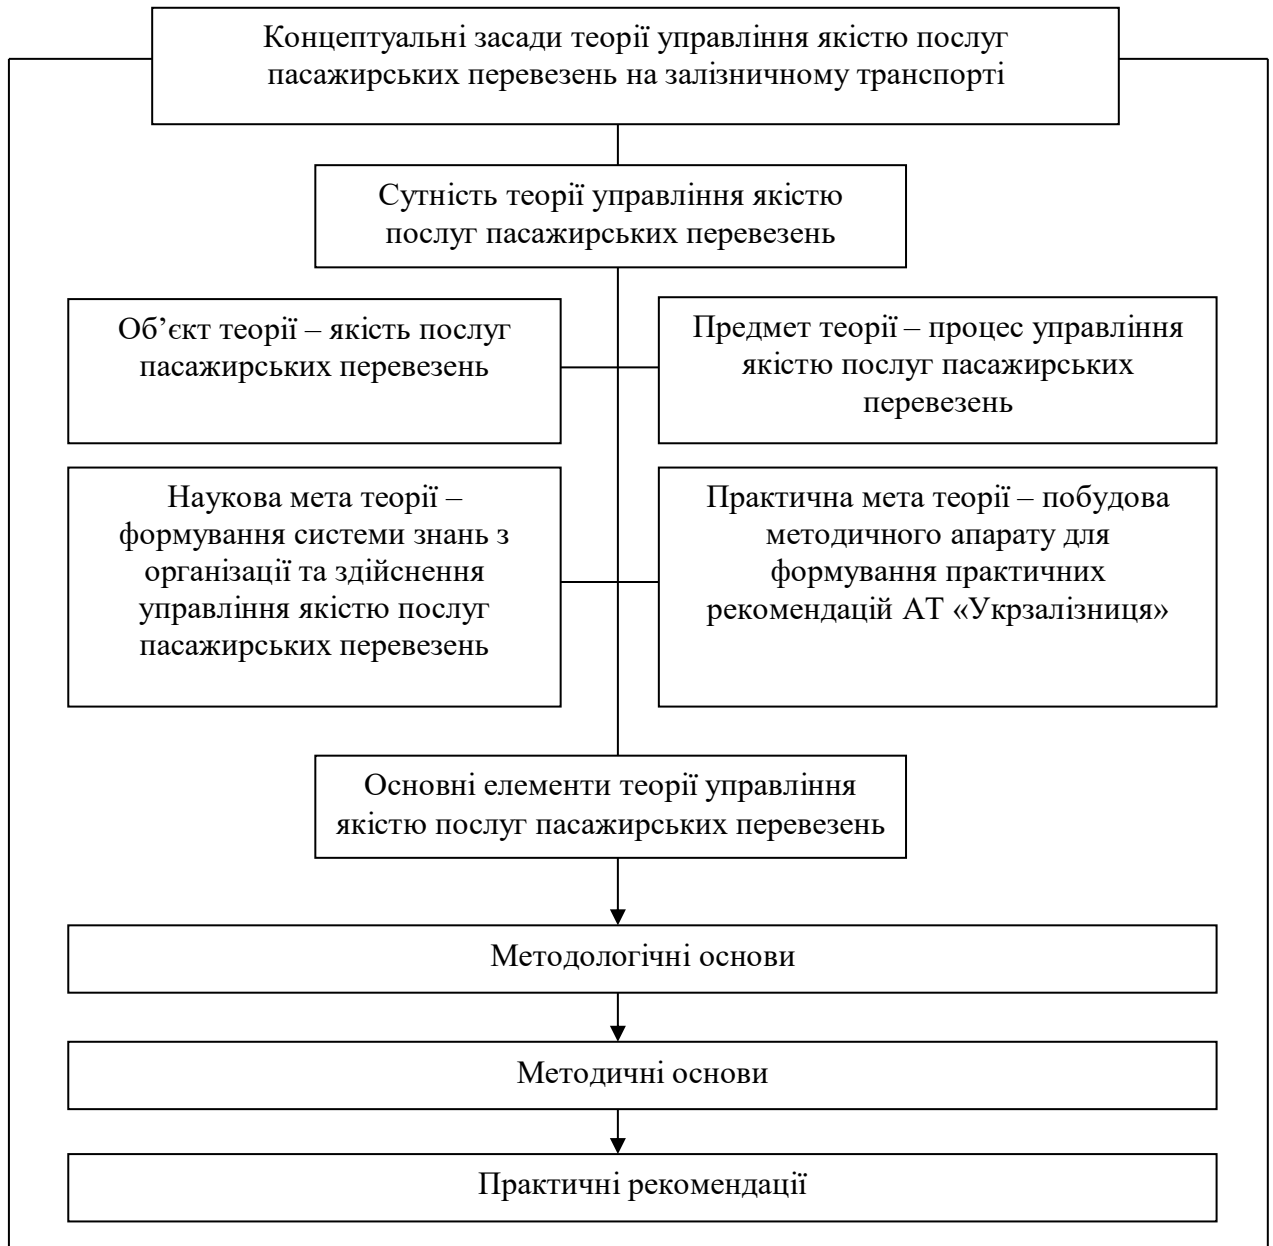 Концептуальні засади теорії управління якістю послуг
пасажирських перевезень на залізничному транспорті
Сутність теорії управління якістю
послуг пасажирських перевезень
Об’єкт теорії – якість послуг
пасажирських перевезень
Предмет теорії – процес управління
якістю послуг пасажирських
перевезень
Наукова мета теорії –
формування системи знань з
організації та здійснення
управління якістю послуг
пасажирських перевезень
Практична мета теорії – побудова
методичного апарату для
формування практичних
рекомендацій АТ «Укрзалізниця»
Основні елементи теорії управління
якістю послуг пасажирських перевезень
Методологічні основи
Методичні основи
Практичні рекомендації